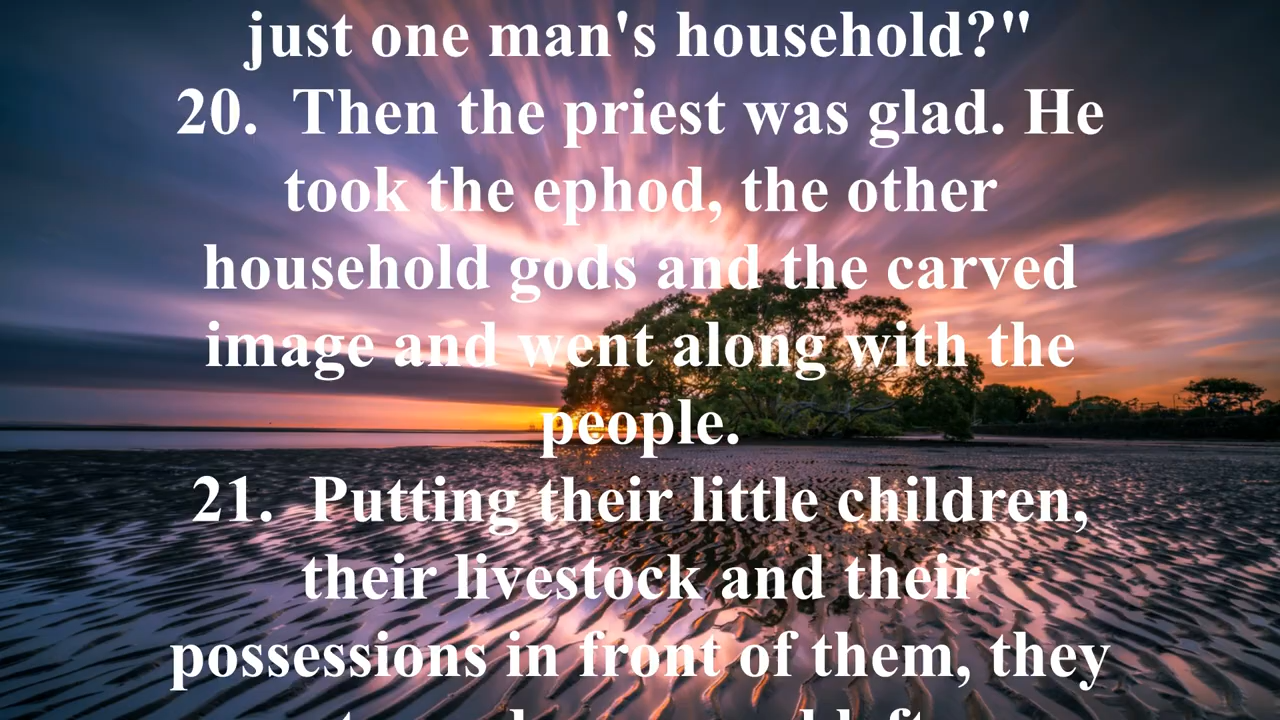 just one man's household?"
20.  Then the priest was glad. He
took the ephod, the other
household gods and the carved
image and went along with the
people.
21.  Putting their little children,
their livestock and their
possessions in front of them, they